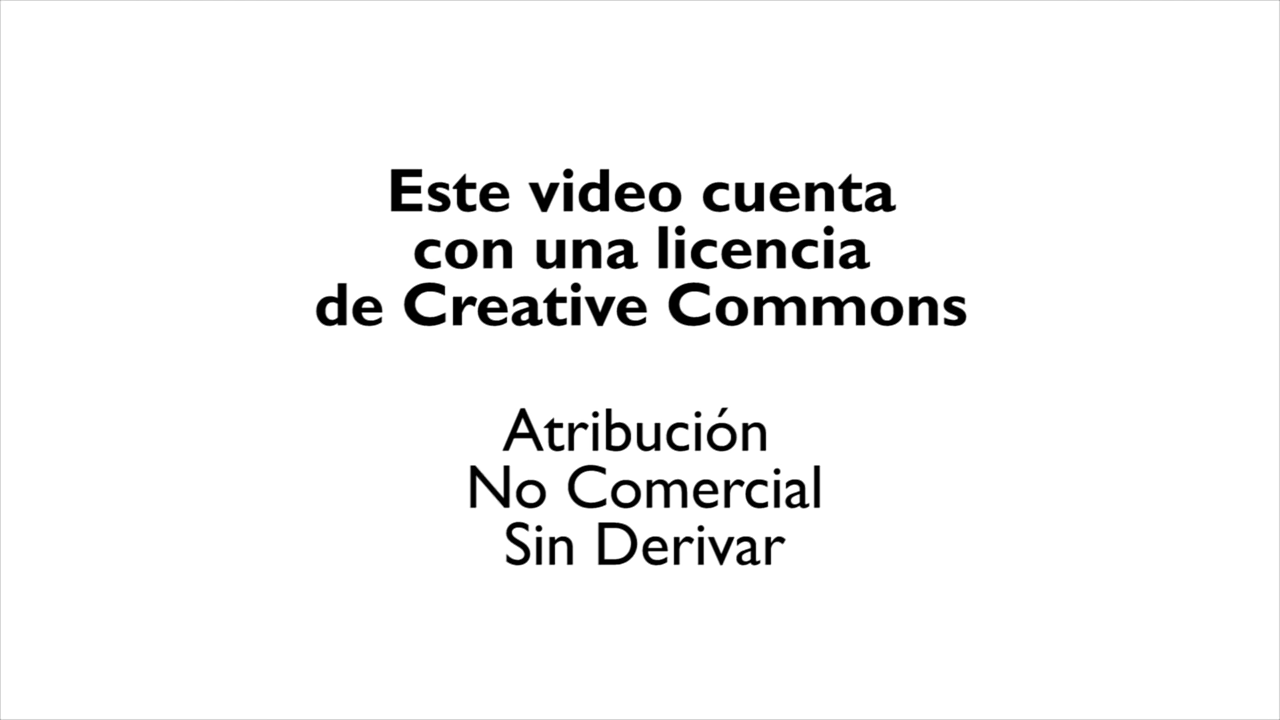 Este video cuenta
con una licencia
de Creative Commons
Atribución
No Comercial
Sin Derivar